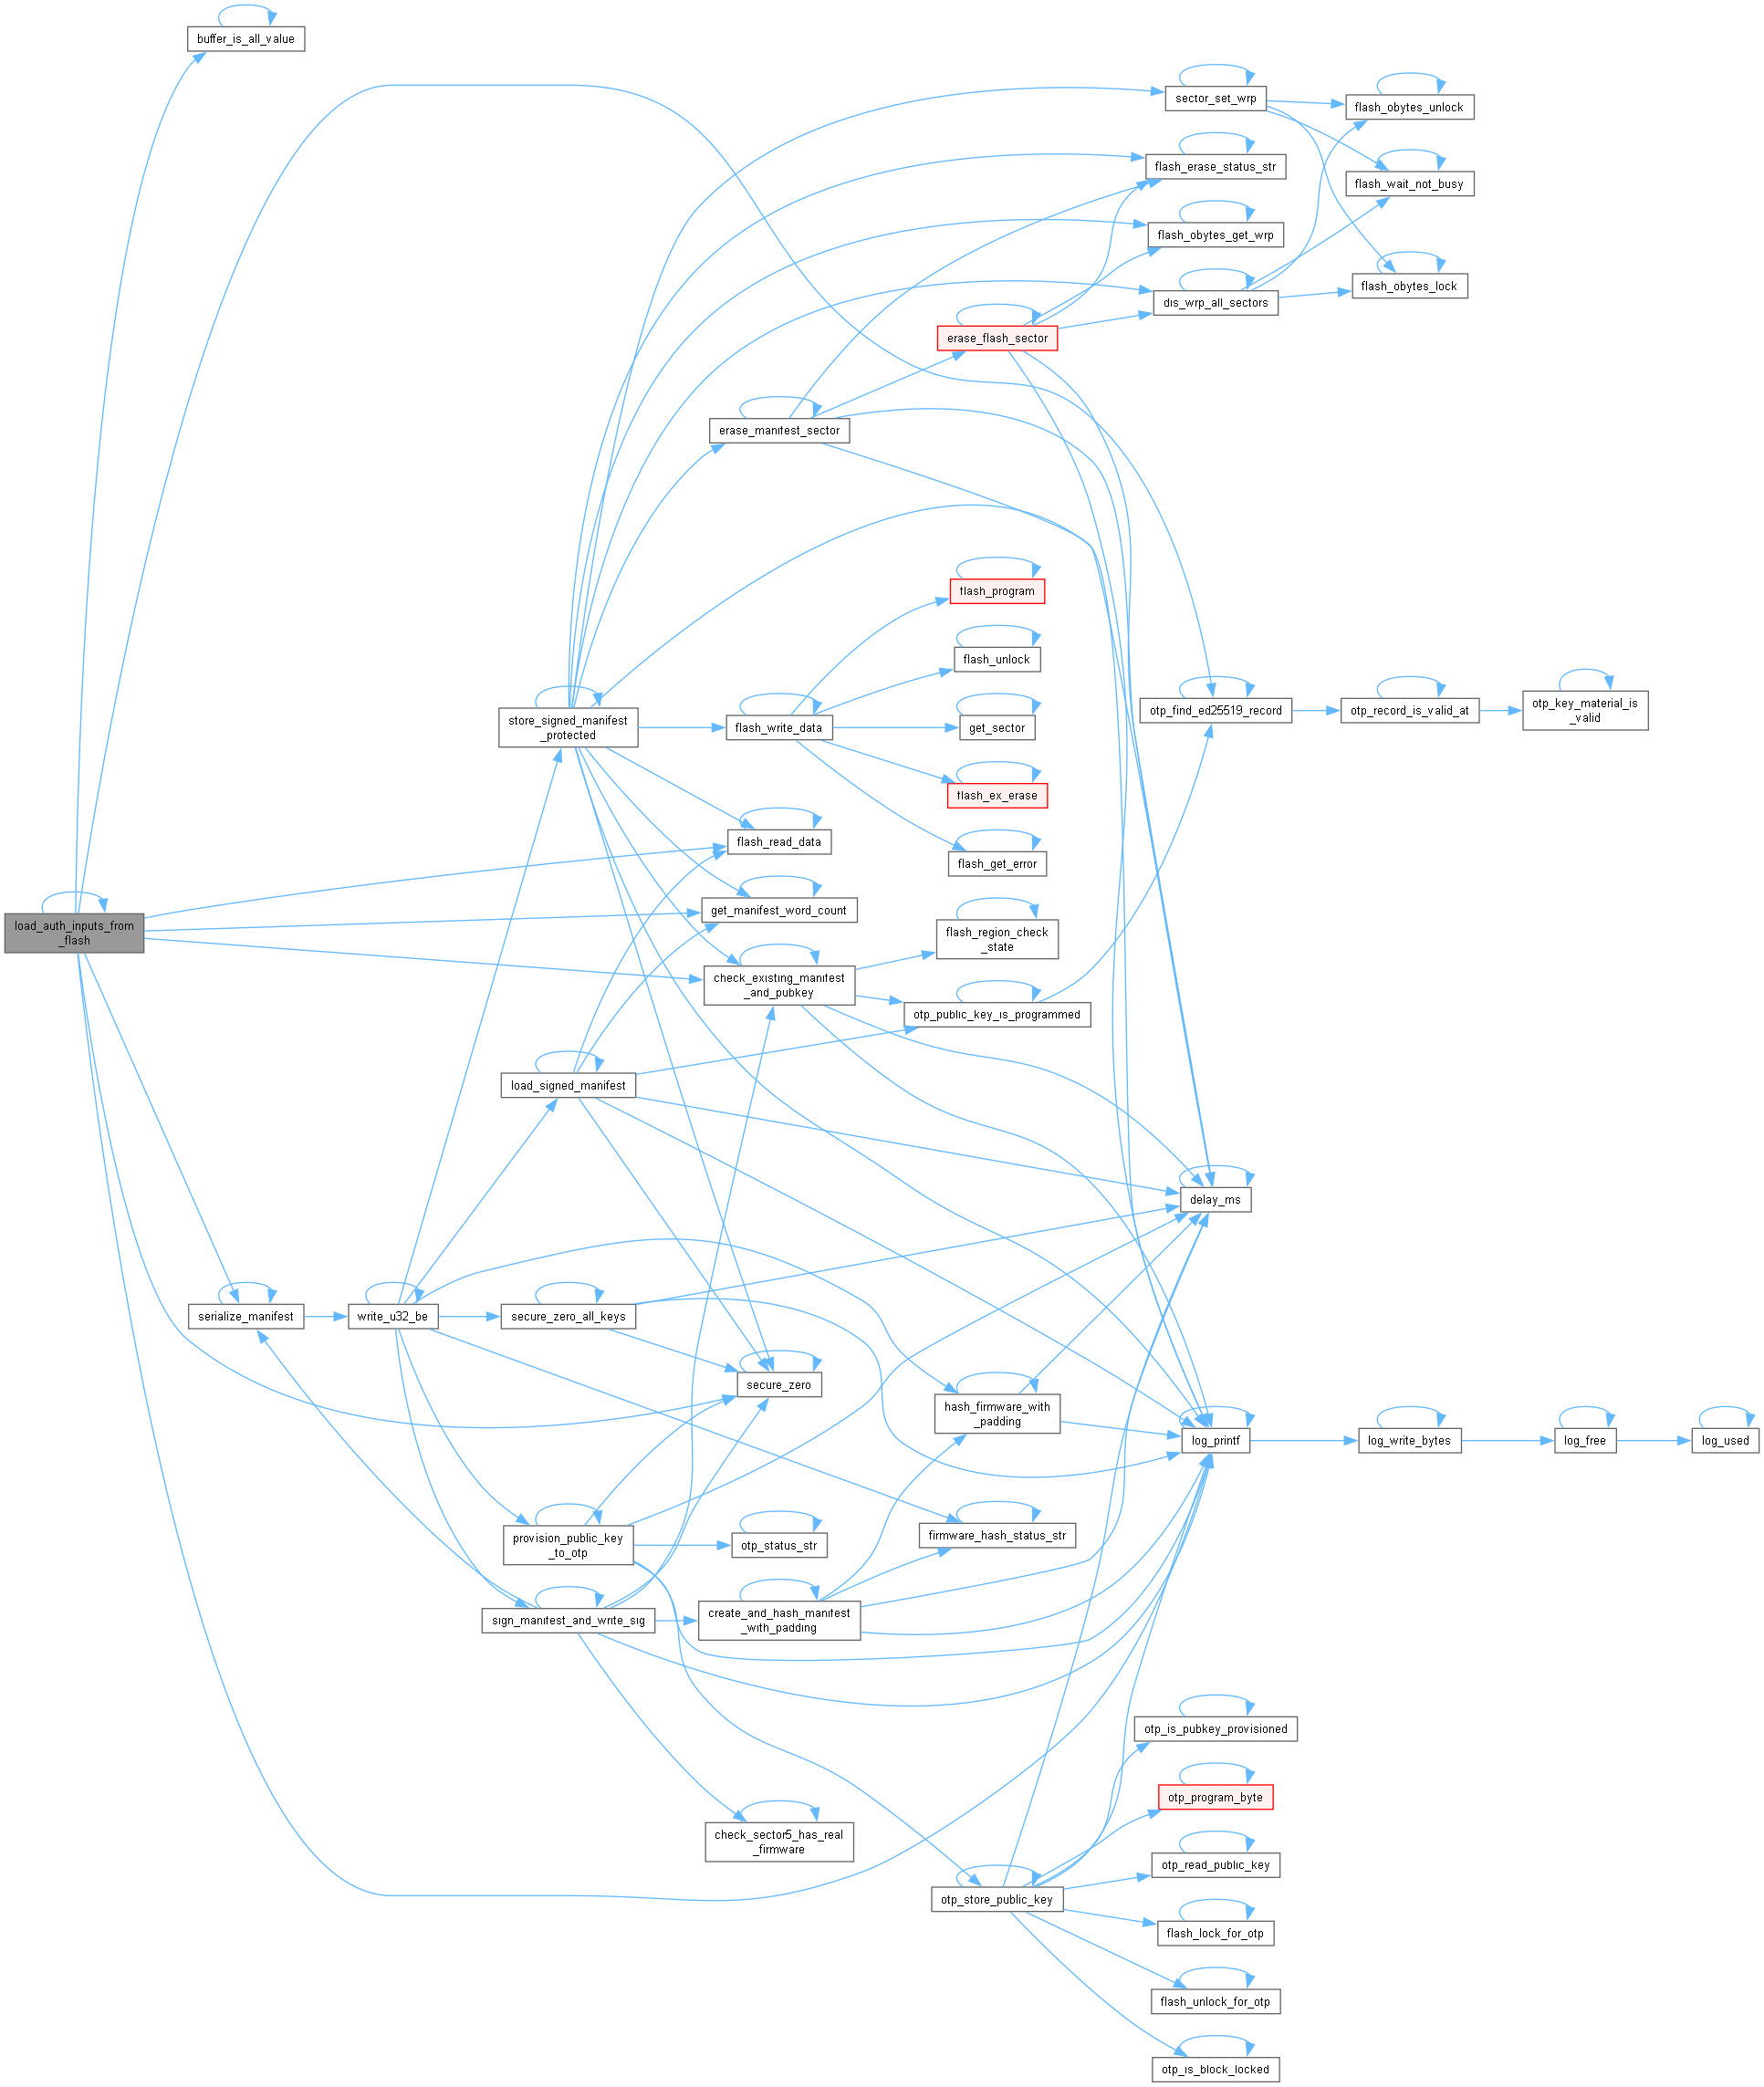 buffer_is_all_value
sector_set_wrp
flash_obytes_unlock
flash_erase_status_str
flash_wait_not_busy
flash_obytes_get_wrp
flash_obytes_lock
dis_wrp_all_sectors
erase_flash_sector
erase_manifest_sector
flash_program
flash_unlock
store_signed_manifest
_protected
flash_write_data
get_sector
otp_find_ed25519_record
otp_record_is_valid_at
otp_key_material_is
_valid
flash_ex_erase
flash_read_data
flash_get_error
get_manifest_word_count
load_auth_inputs_from
_flash
flash_region_check
_state
check_existing_manifest
_and_pubkey
otp_public_key_is_programmed
load_signed_manifest
delay_ms
serialize_manifest
write_u32_be
secure_zero_all_keys
secure_zero
hash_firmware_with
_padding
log_printf
log_write_bytes
log_free
log_used
firmware_hash_status_str
provision_public_key
_to_otp
otp_status_str
sign_manifest_and_write_sig
create_and_hash_manifest
_with_padding
otp_is_pubkey_provisioned
otp_program_byte
check_sector5_has_real
_firmware
otp_read_public_key
otp_store_public_key
flash_lock_for_otp
flash_unlock_for_otp
otp_is_block_locked